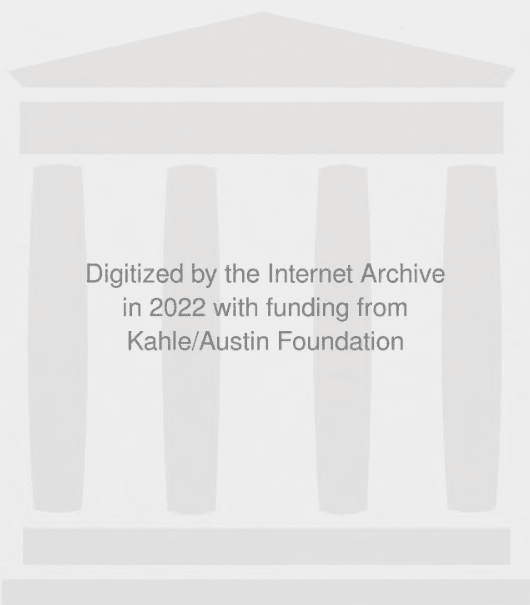 Digitized by the Internet Archive
in 2022 with funding from
Kahle/Austin Foundation